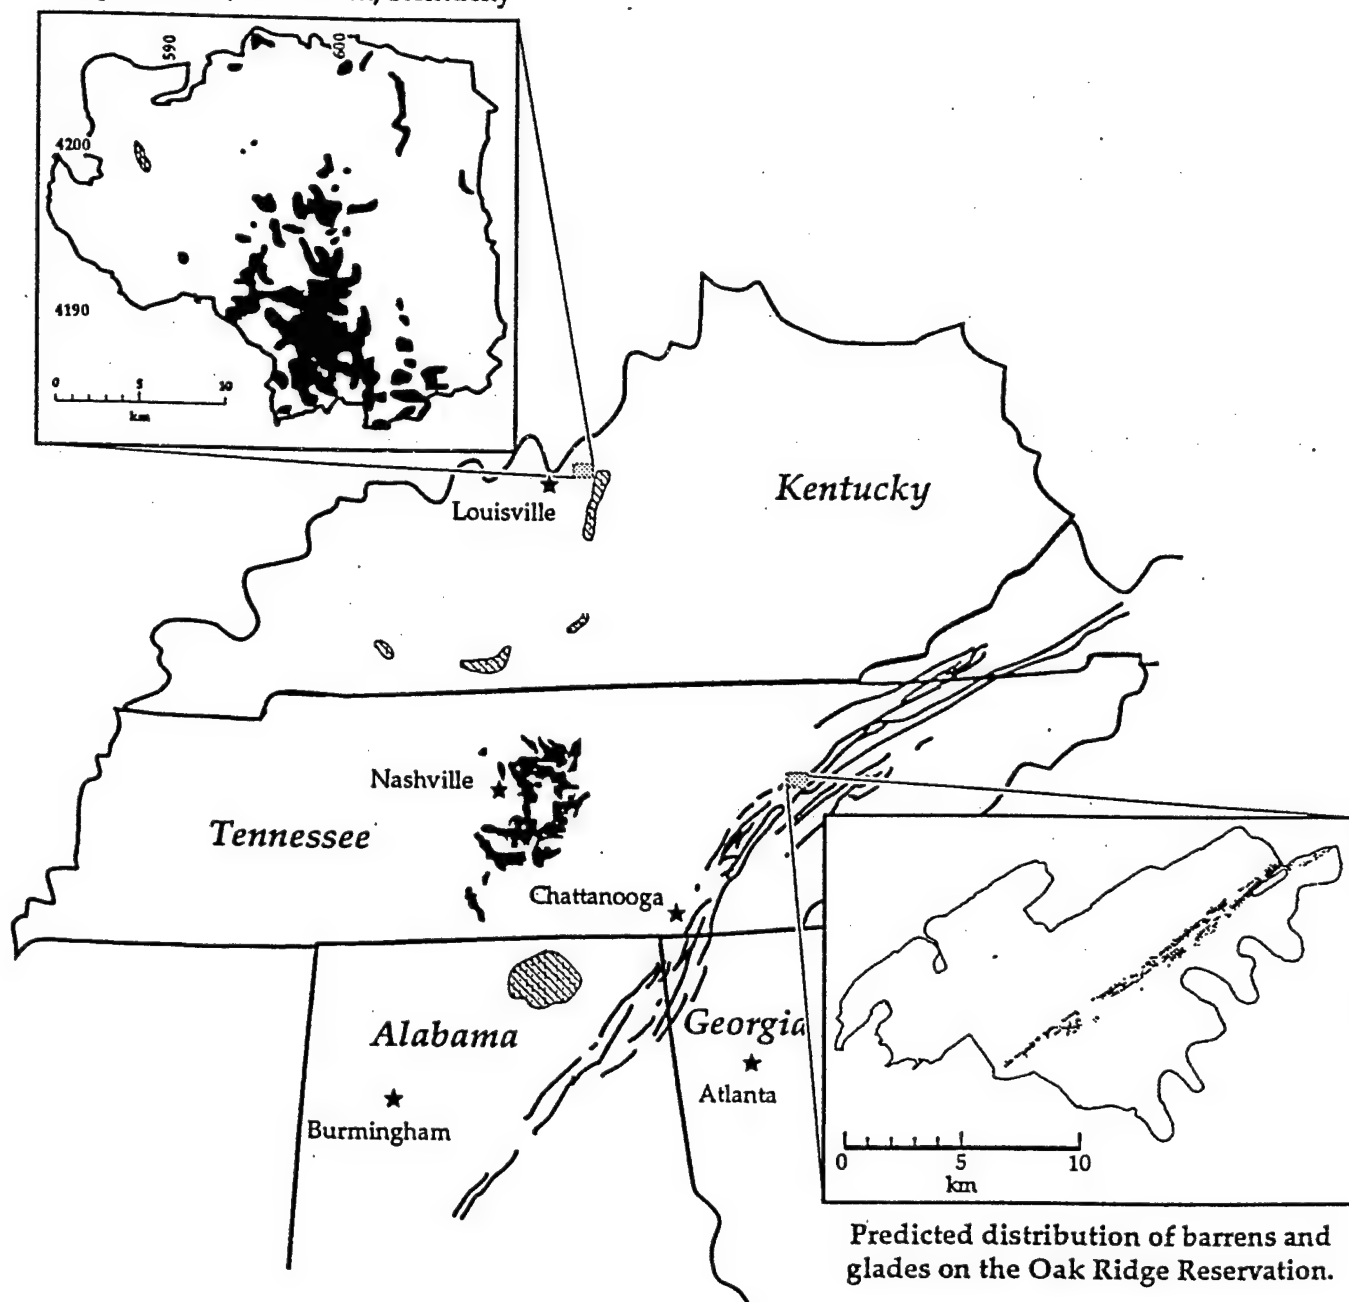 Kentucky
590
600
4200
4190
0 5 10
km
Louisville
Kentucky
Nashville
Tennessee
Chattanooga
Alabama
Georgia
Atlanta
Burmingham
0 5 10
km
Predicted distribution of barrens and
glades on the Oak Ridge Reservation.